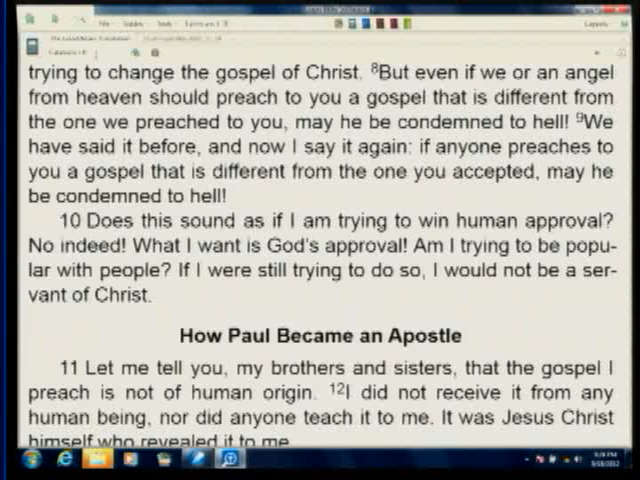 trying to change the gospel of Christ. ⁸But even if we or an angel
from heaven should preach to you a gospel that is different from
the one we preached to you, may he be condemned to hell! ⁹We
have said it before, and now I say it again: if anyone preaches to
you a gospel that is different from the one you accepted, may he
be condemned to hell!
10 Does this sound as if I am trying to win human approval?
No indeed! What I want is God's approval! Am I trying to be popu-
lar with people? If I were still trying to do so, I would not be a ser-
vant of Christ.
How Paul Became an Apostle
11 Let me tell you, my brothers and sisters, that the gospel I
preach is not of human origin. ¹²I did not receive it from any
human being, nor did anyone teach it to me. It was Jesus Christ
himself who revealed it to me